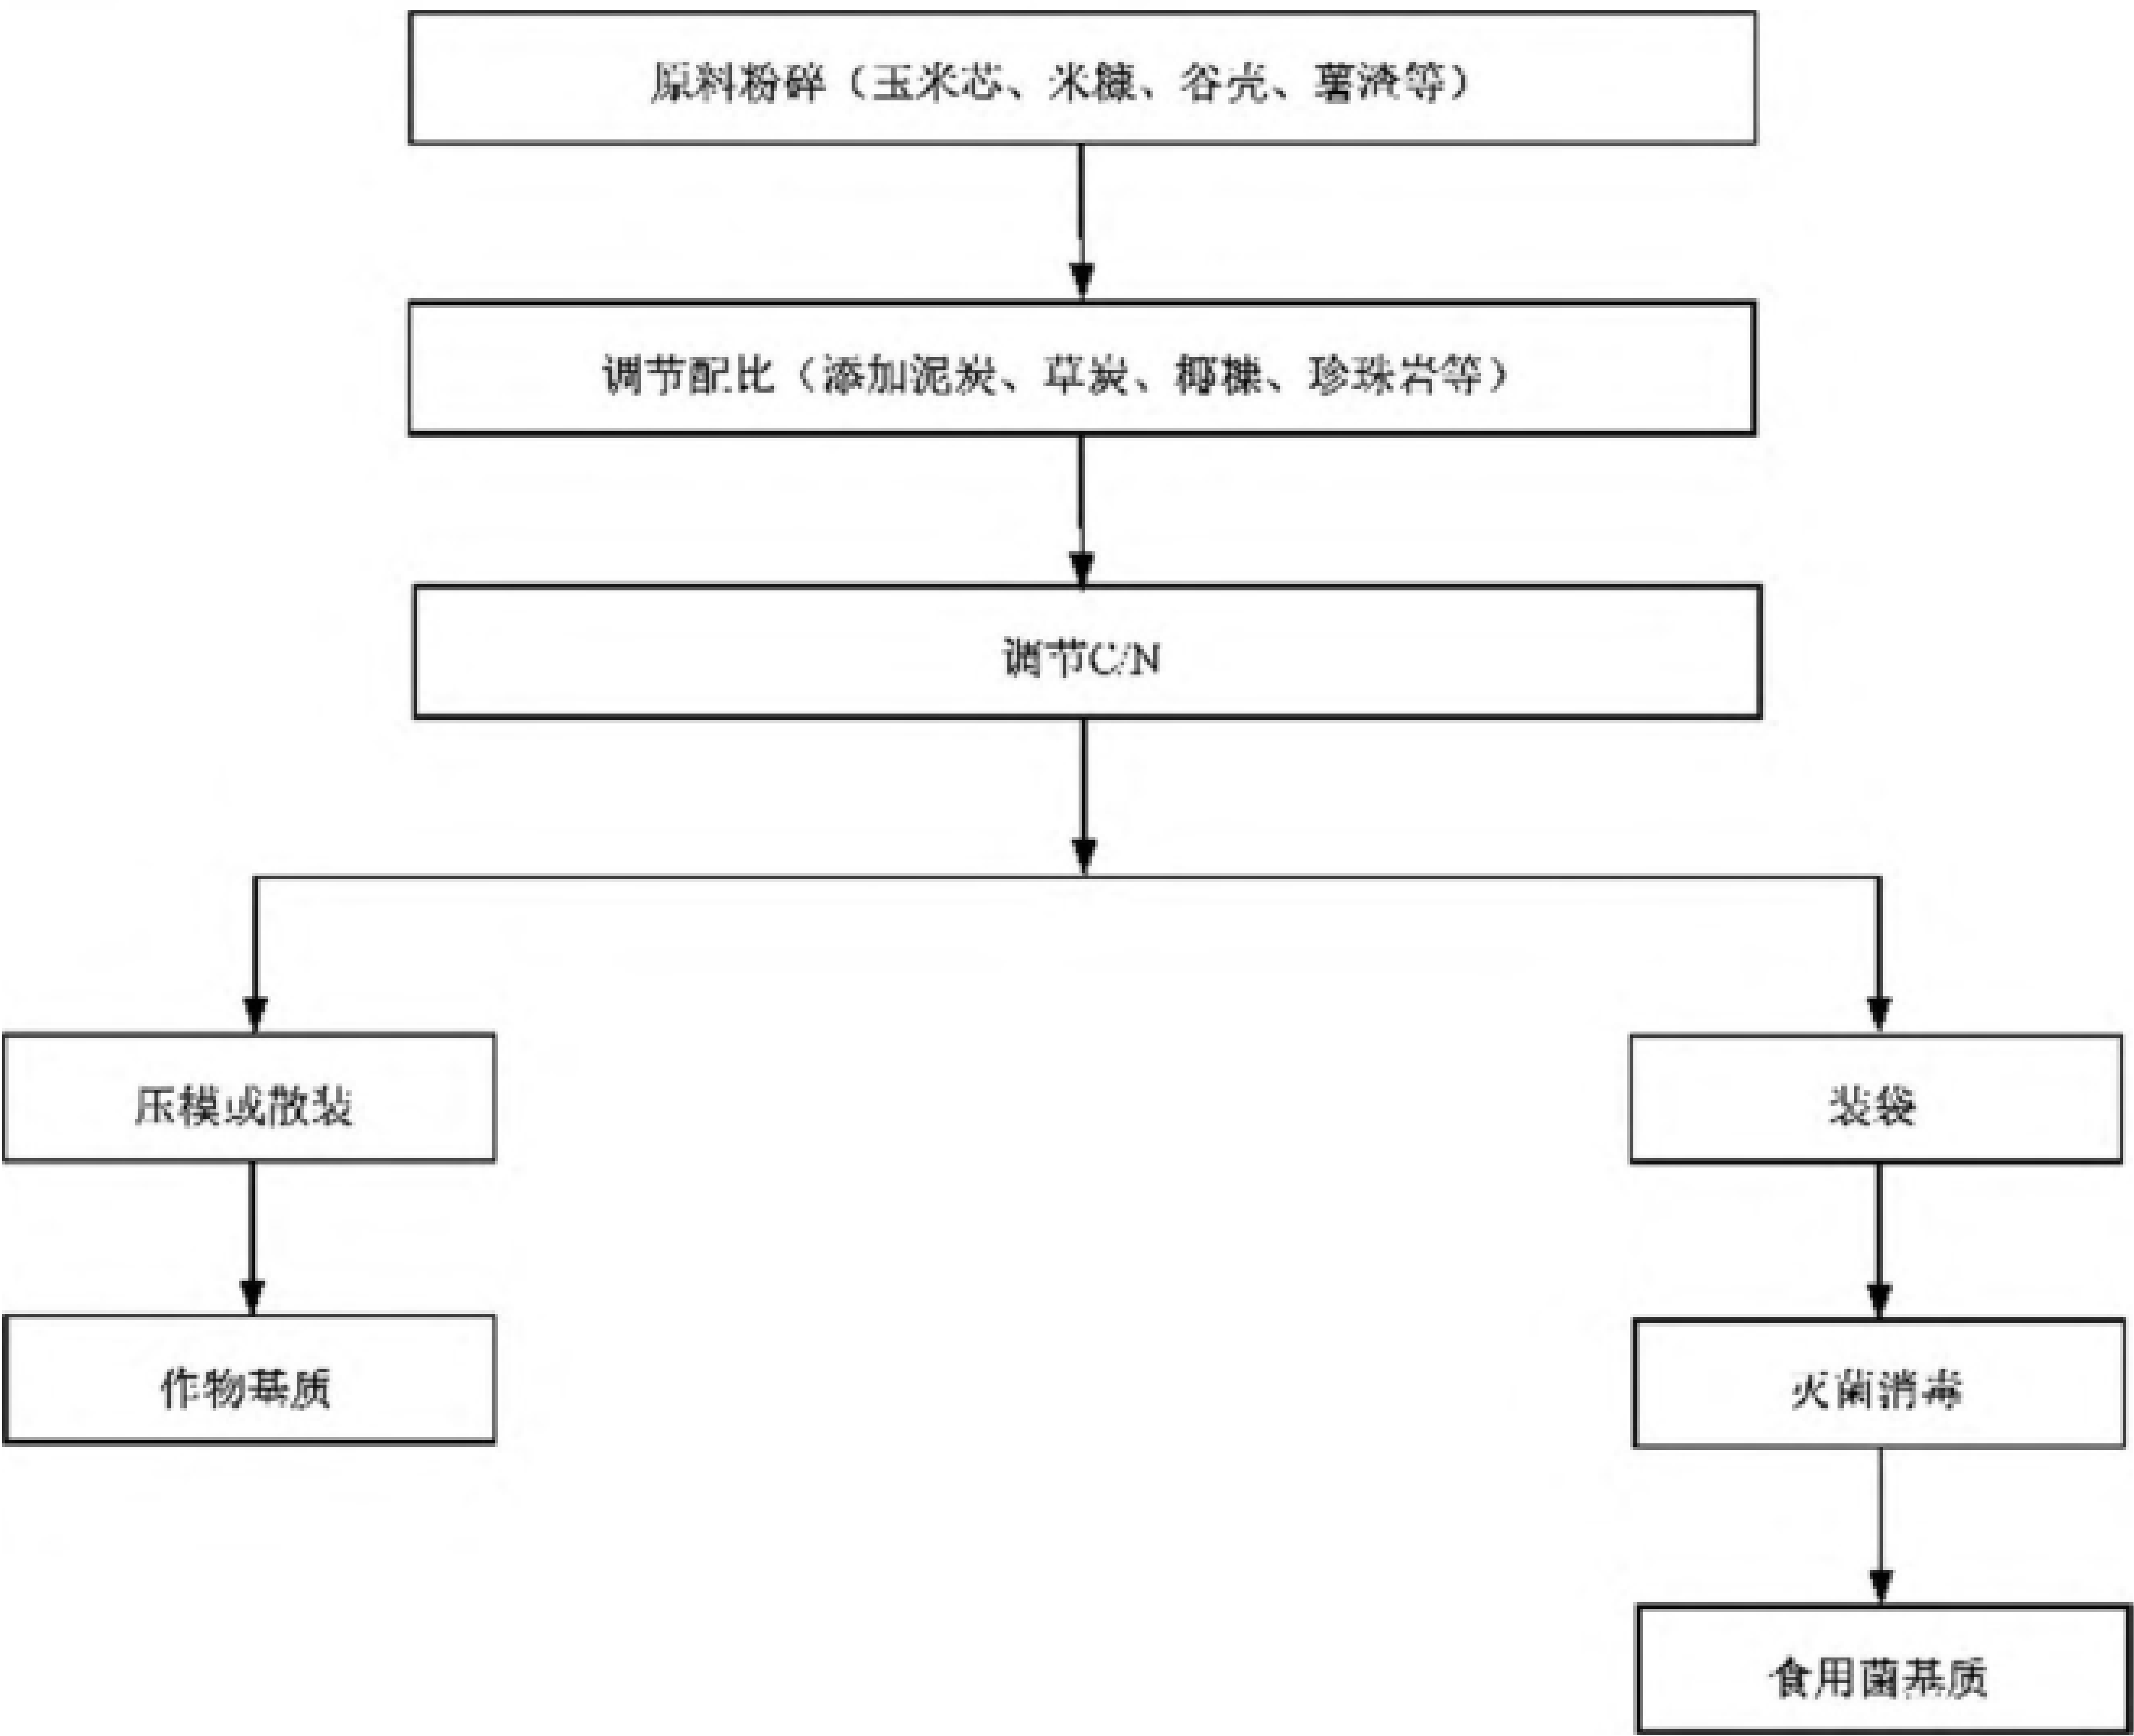 原料粉碎（玉米芯、米糠、谷壳、薯渣等）
调节配比（添加泥炭、草炭、椰糠、珍珠岩等）
调节C/N
压模或散装
装袋
作物基质
灭菌消毒
食用菌基质